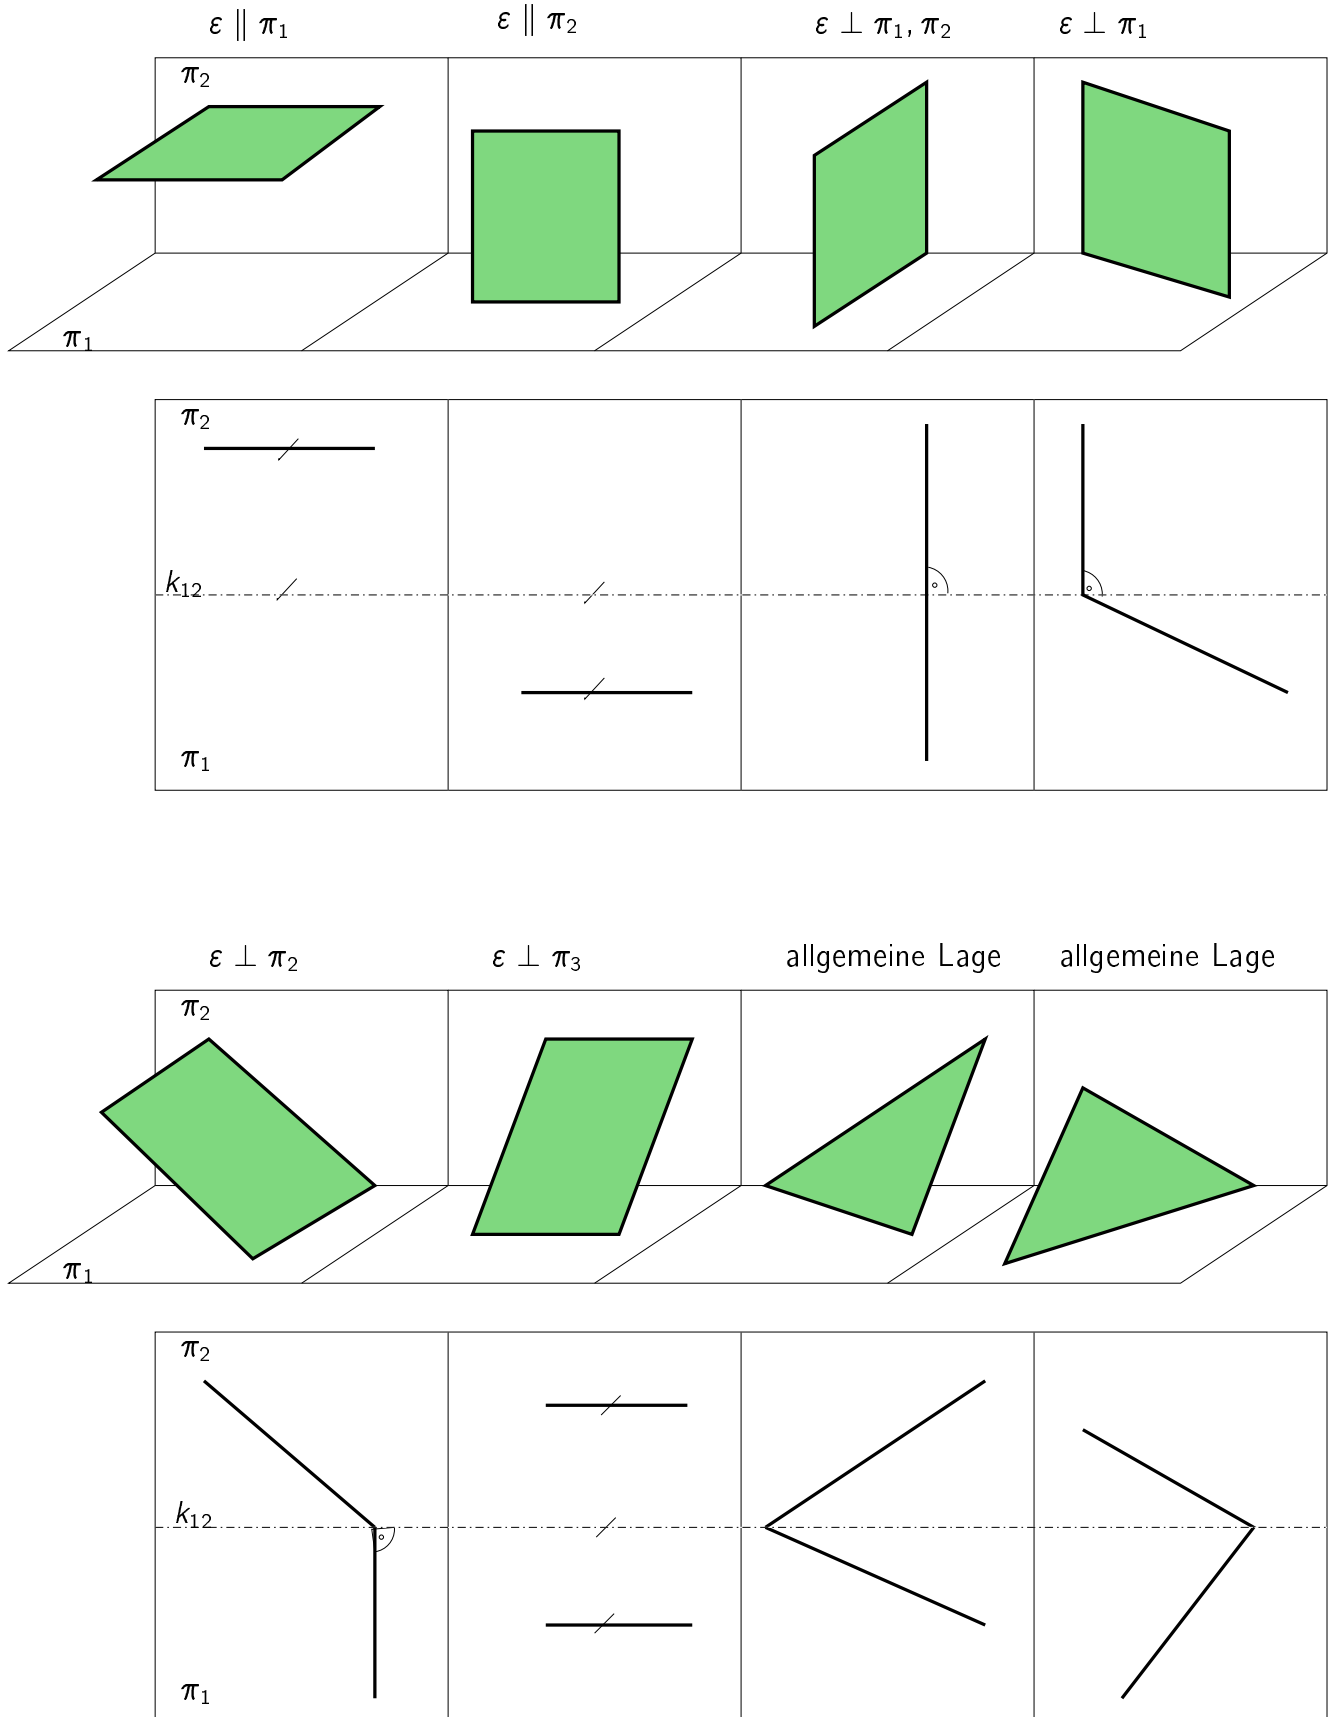 ε ∥ π₁ ε ∥ π₂ ε ⊥ π₁, π₂ ε ⊥ π₁
π₂
π₁
π₂
k₁₂
π₁
ε ⊥ π₂ ε ⊥ π₃ allgemeine Lage allgemeine Lage
π₂
π₁
π₂
k₁₂
π₁